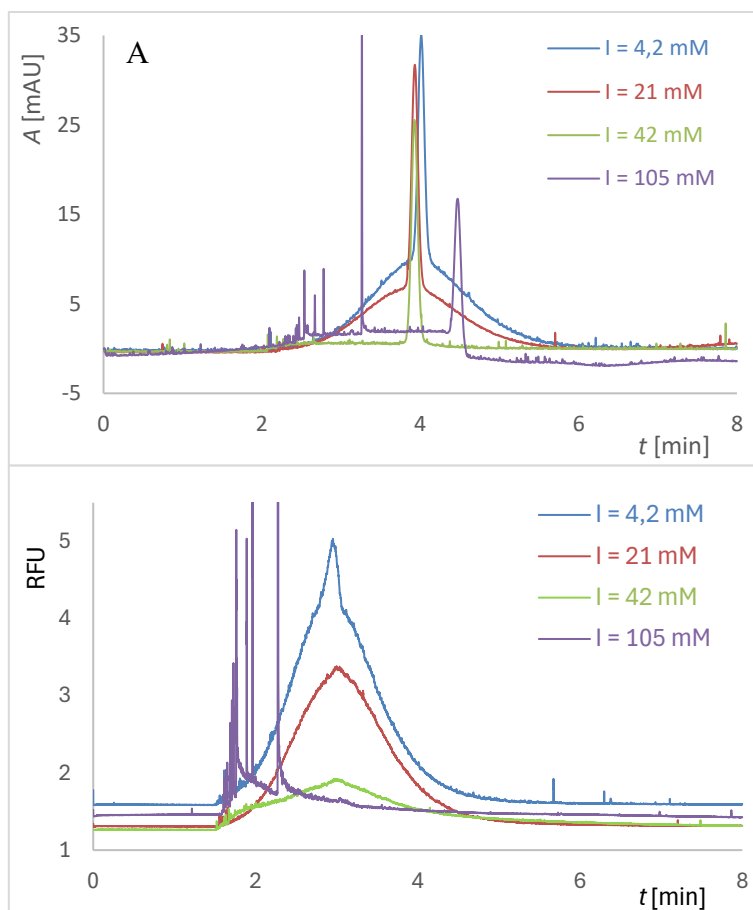 A
A [mAU]
35
25
15
5
-5
I = 4,2 mM
I = 21 mM
I = 42 mM
I = 105 mM
0 2 4 6 8
t [min]
RFU
5
4
3
2
1
I = 4,2 mM
I = 21 mM
I = 42 mM
I = 105 mM
0 2 4 6 8
t [min]